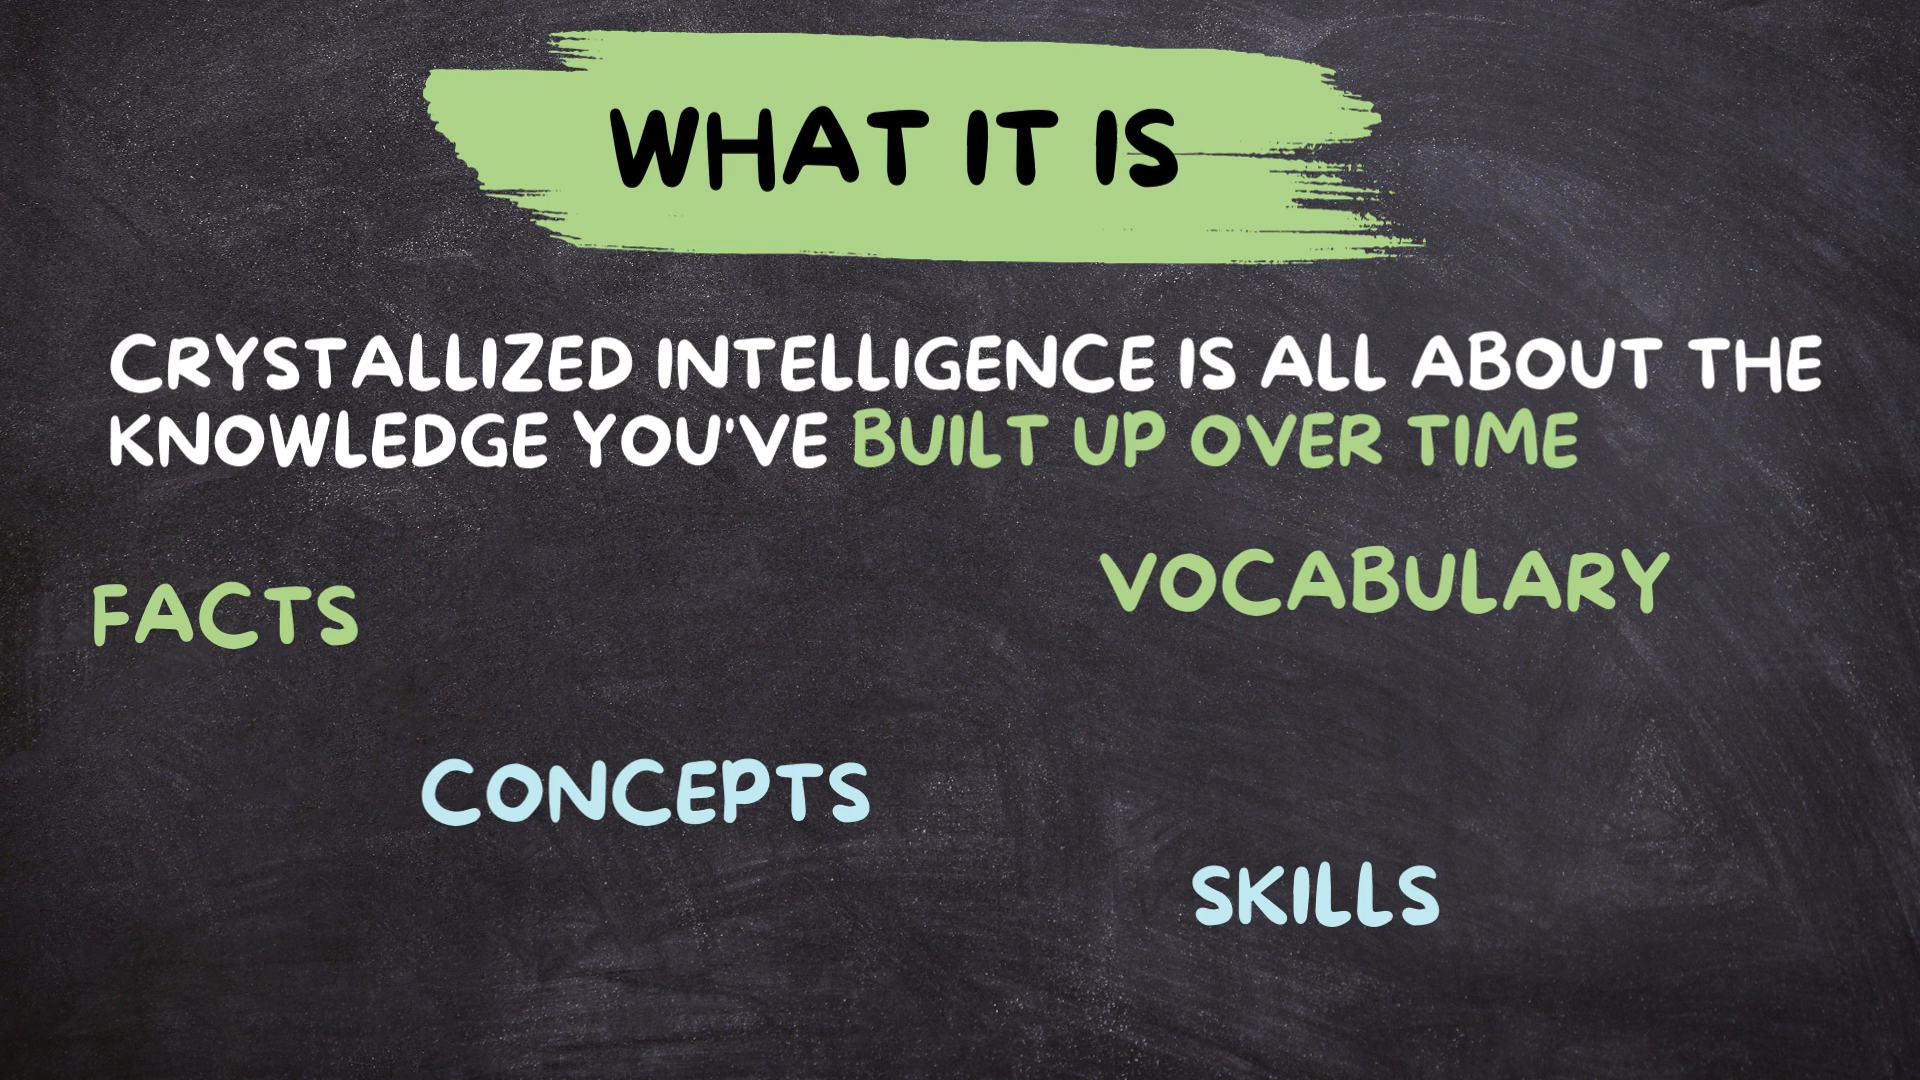 WHAT IT IS
CRYSTALLIZED INTELLIGENCE IS ALL ABOUT THE
KNOWLEDGE YOU'VE BUILT UP OVER TIME
FACTS
VOCABULARY
CONCEPTS
SKILLS